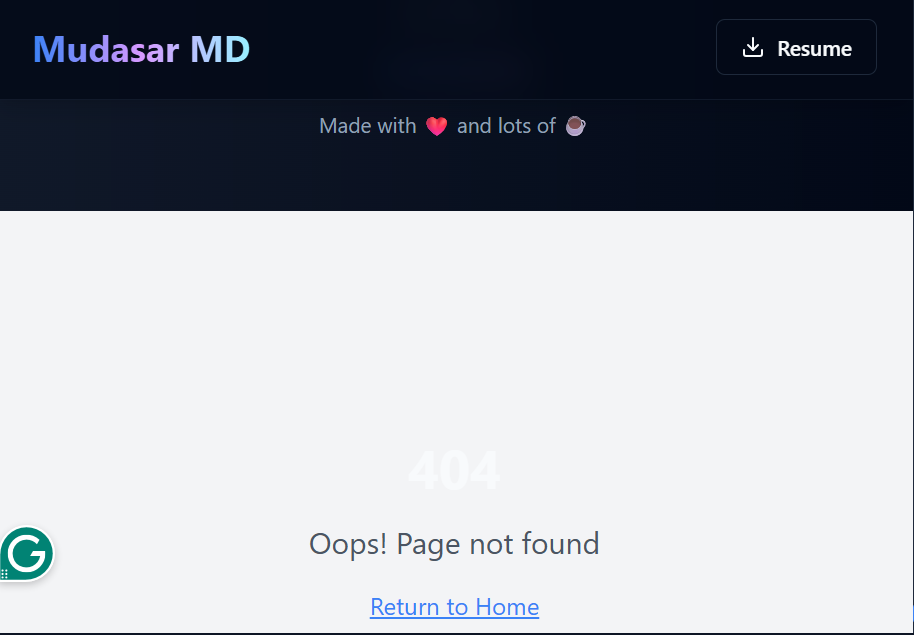 Mudasar MD
Resume
Made with ❤️ and lots of ☕
404
Oops! Page not found
Return to Home